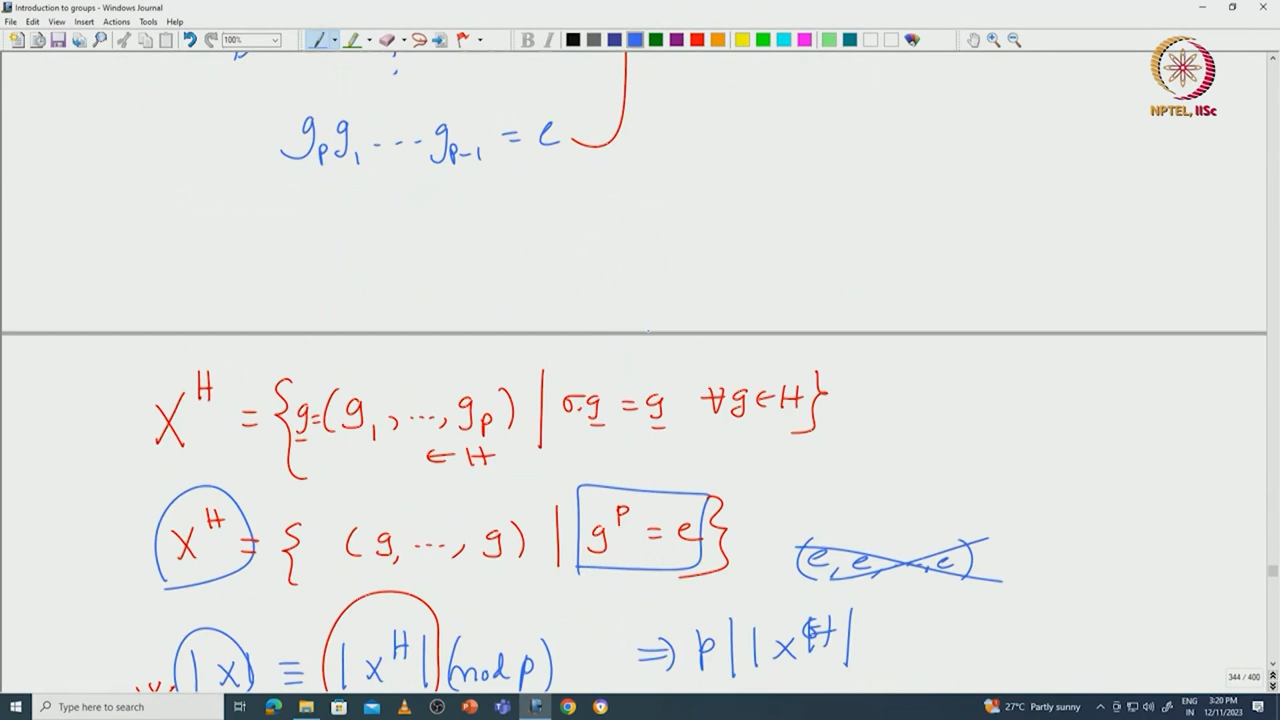 Introduction to groups - Windows Journal
File Edit View Insert Actions Tools Help
100%
NPTEL, IISc
g_p g_1 ... g_{p-1} = e
X^H = { g = (g_1, ..., g_p) | σ.g = g ∀g ∈ H }
← H
X^H = { (g, ..., g) | g^p = e } (e, e, ..., e)
|X| ≡ |X^H| (mod p) ⇒ p | |X^H|
344 / 400
Type here to search
27°C Partly sunny
ENG
IN
3:20 PM
12/11/2023